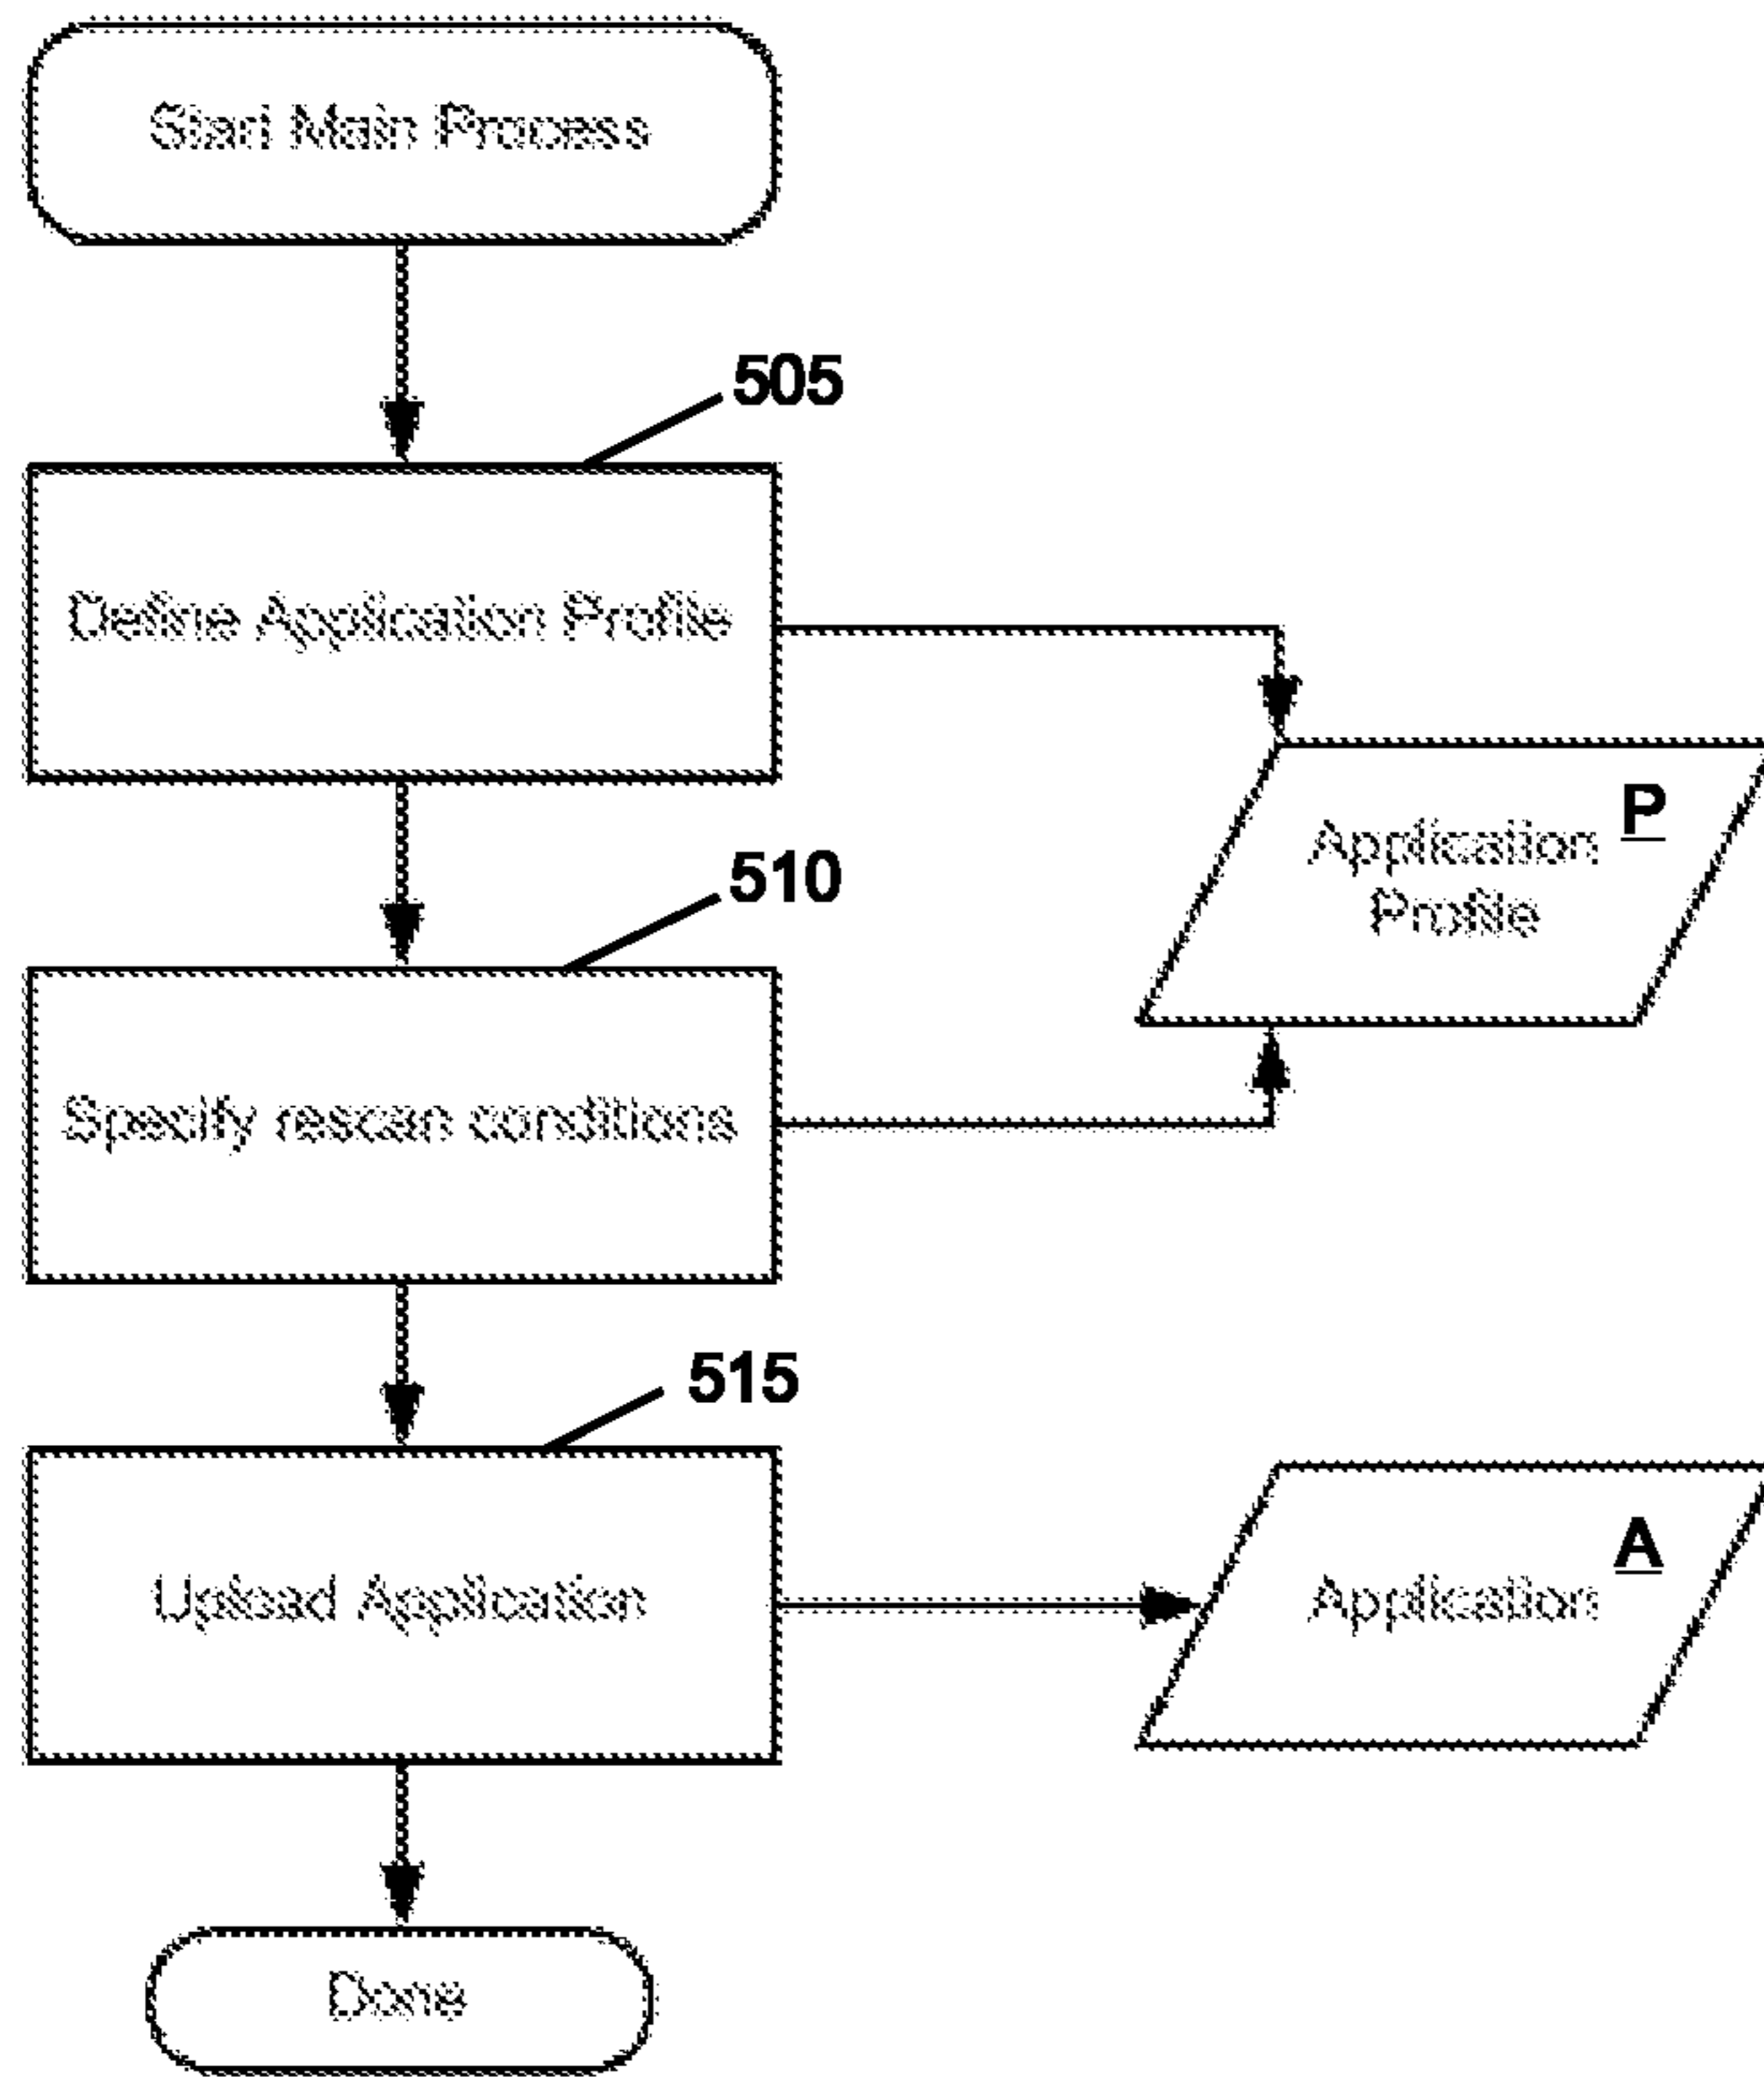 Start Main Process
505
Define Application Profile
P
Application
Profile
510
Specify rescan conditions
515
Upload Application
A
Application
Done